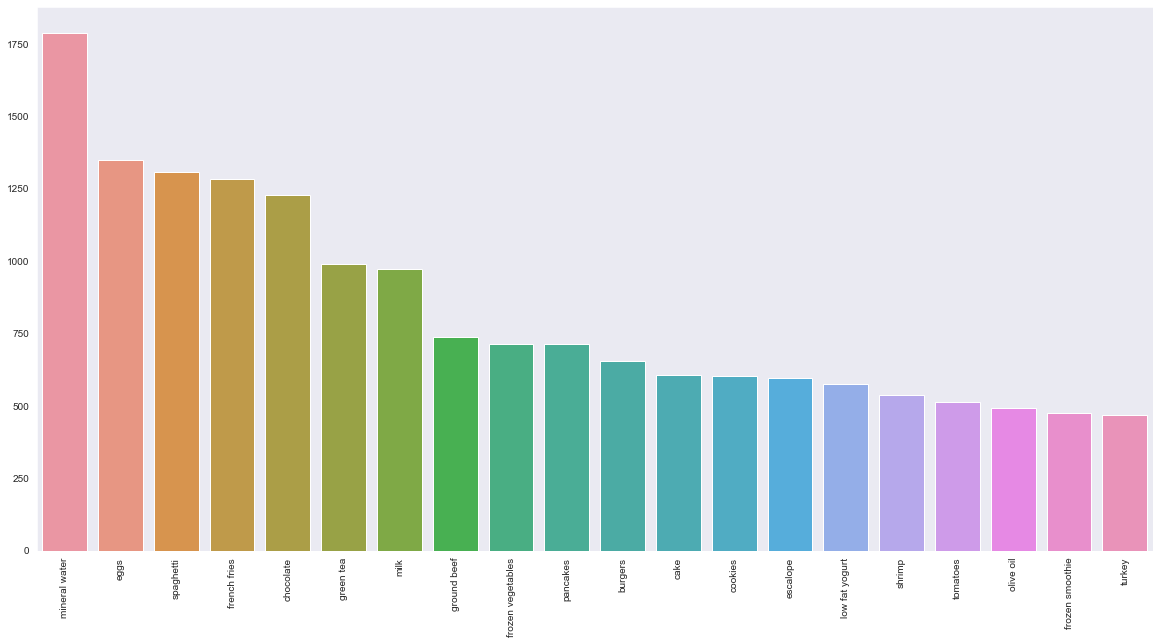 1750
1500
1250
1000
750
500
250
0
mineral water
eggs
spaghetti
french fries
chocolate
green tea
milk
ground beef
frozen vegetables
pancakes
burgers
cake
cookies
escalope
low fat yogurt
shrimp
tomatoes
olive oil
frozen smoothie
turkey